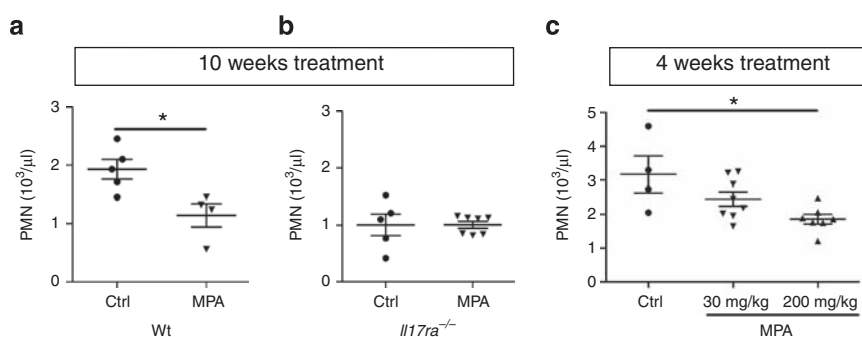 a
b
c
10 weeks treatment
4 weeks treatment
PMN (10³/µl)
3
2
1
0
*
Ctrl
MPA
Wt
PMN (10³/µl)
3
2
1
0
Ctrl
MPA
Il17ra⁻/⁻
PMN (10³/µl)
5
4
3
2
1
0
*
Ctrl
30 mg/kg
200 mg/kg
MPA